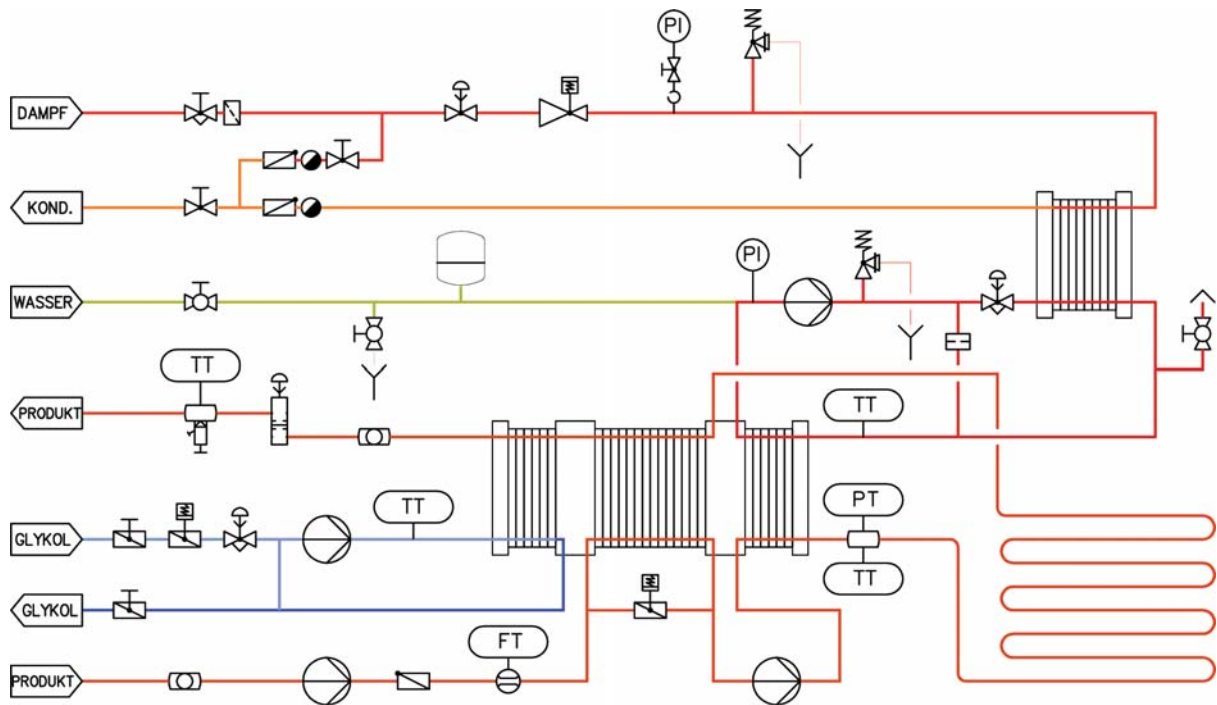 PI
DAMPF
KOND.
PI
WASSER
TT
PRODUKT
TT
TT
PT
GLYKOL
TT
GLYKOL
FT
PRODUKT